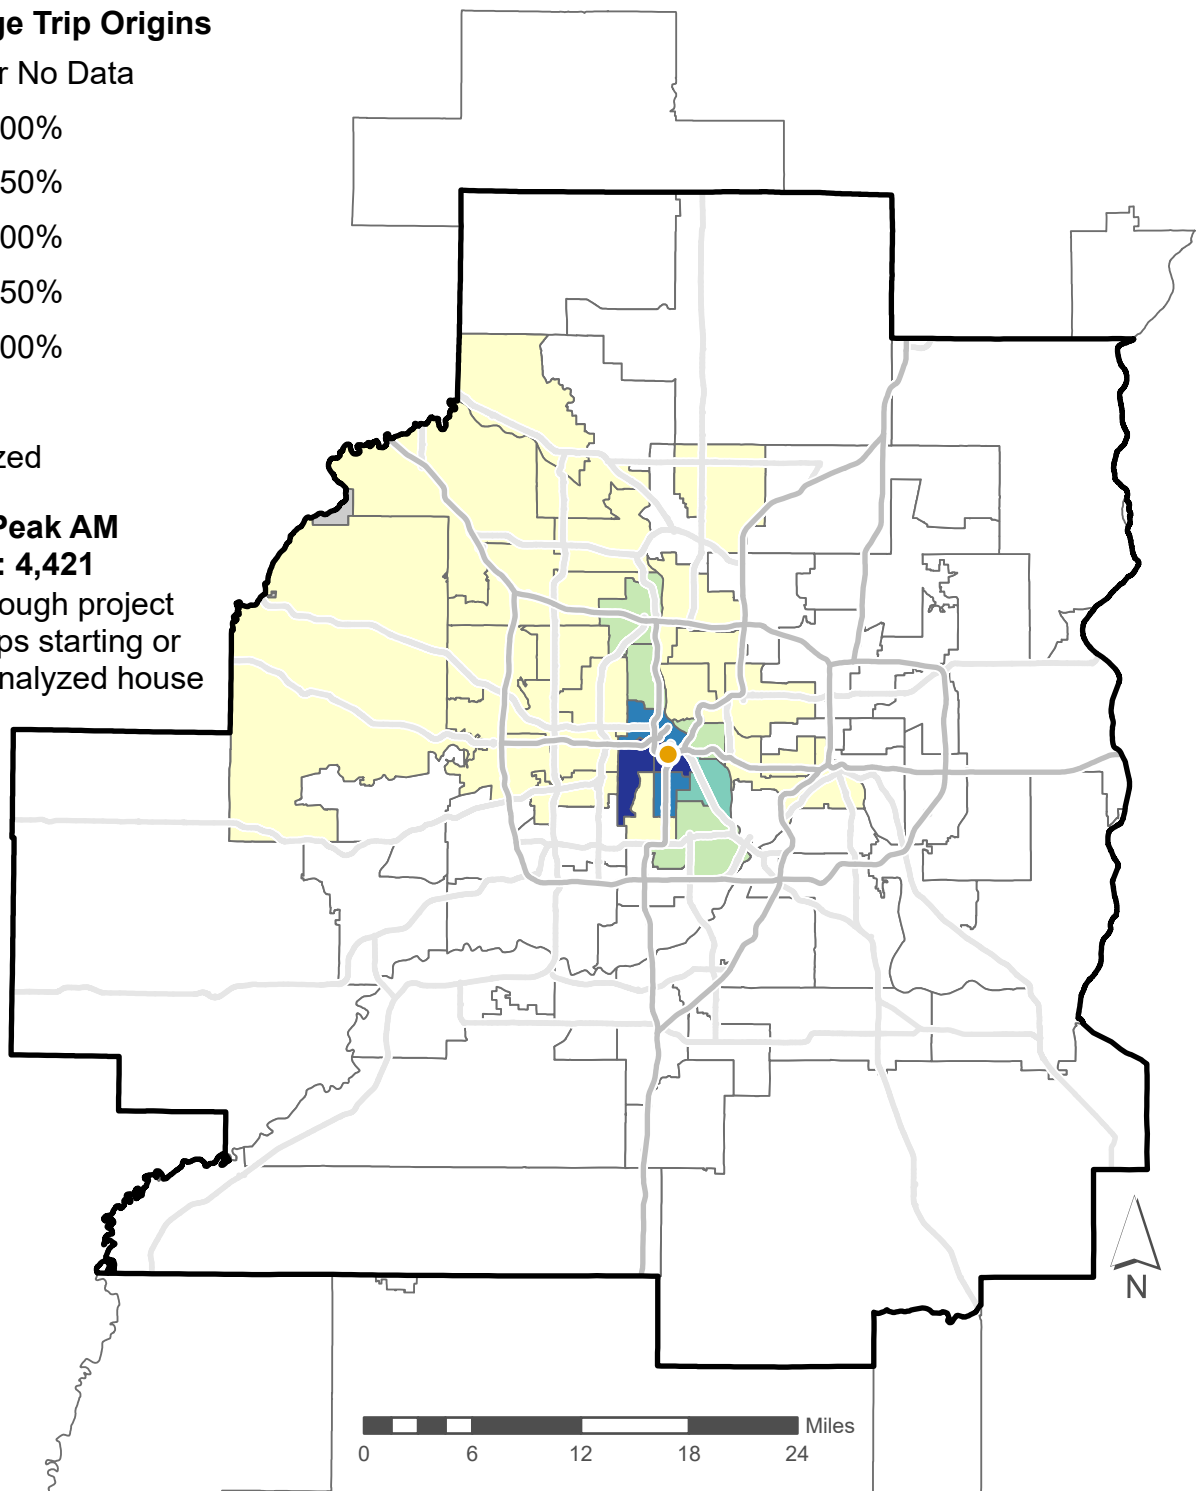 ge Trip Origins
r No Data
00%
50%
00%
50%
00%
zed
Peak AM
: 4,421
ough project
ps starting or
nalyzed house
N
Miles
0 6 12 18 24